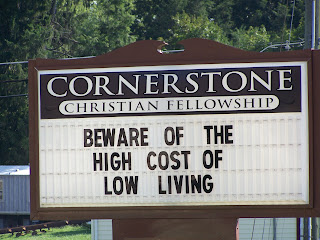 CORNERSTONE
CHRISTIAN FELLOWSHIP
BEWARE OF THE
HIGH COST OF
LOW LIVING